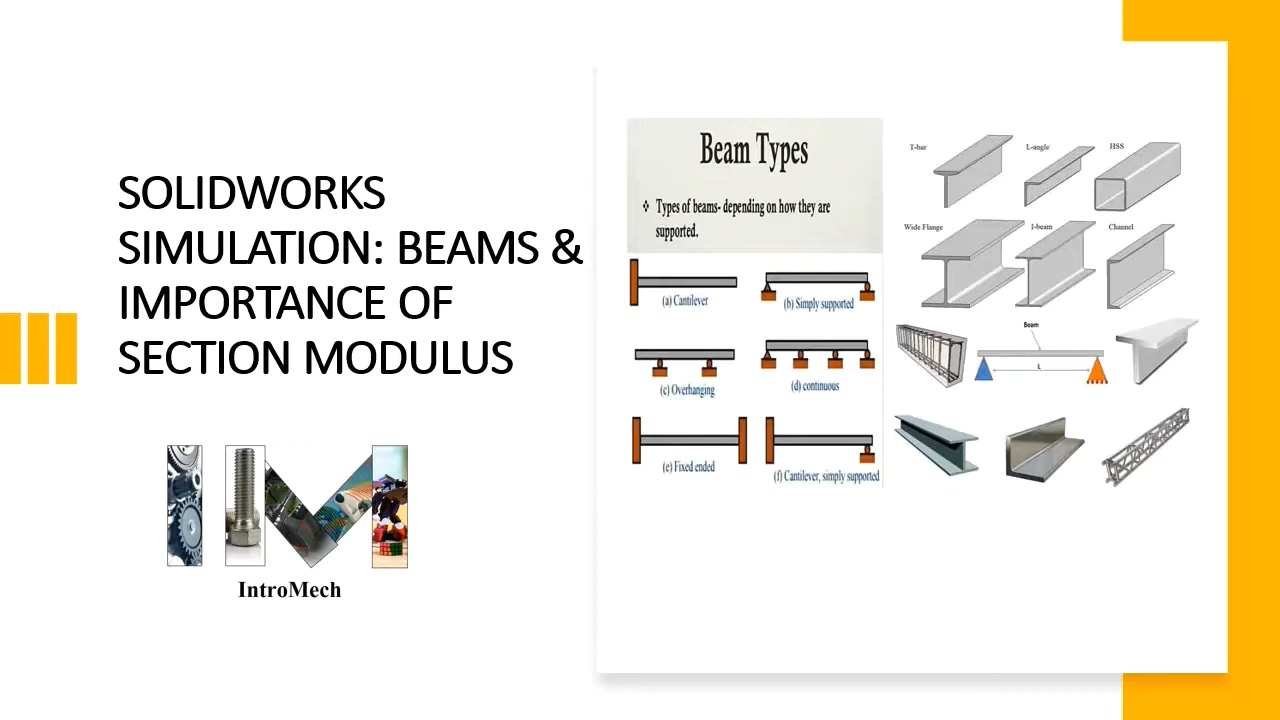 SOLIDWORKS
SIMULATION: BEAMS &
IMPORTANCE OF
SECTION MODULUS
IntroMech
Beam Types
❖ Types of beams- depending on how they are
supported.
(a) Cantilever
(b) Simply supported
(c) Overhanging
(d) continuous
(e) Fixed ended
(f) Cantilever, simply supported
T-bar
L-angle
HSS
Wide Flange
I-beam
Channel
Beam
L